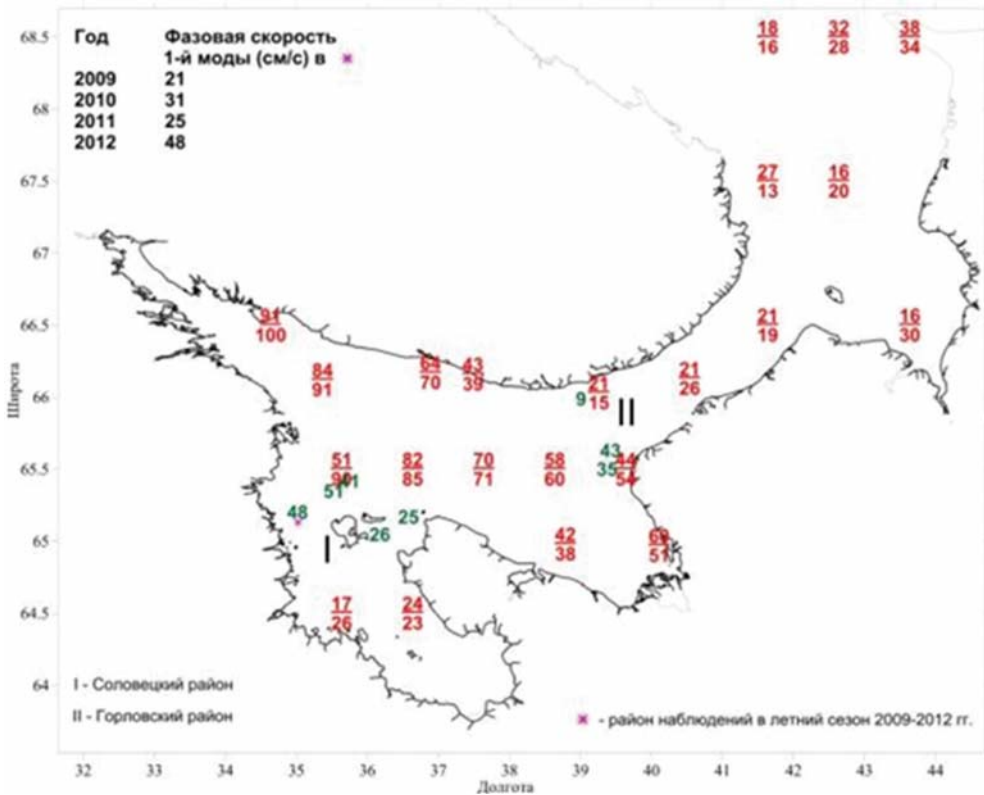 Год Фазовая скорость
1-й моды (см/с) в
2009 21
2010 31
2011 25
2012 48
68.5
68
67.5
67
66.5
66
65.5
65
64.5
64
Широта
18 32 38
16 28 34
27 16
13 20
91 21 16
100 19 30
84 64 43 21 21
91 70 39 15 26
9
II
43
51 82 70 58 44
85 71 60 35 54
51
48 25
26
I
42
38 51
17 24
26 23
I - Соловецкий район
II - Горловский район
- район наблюдений в летний сезон 2009-2012 гг.
32 33 34 35 36 37 38 39 40 41 42 43 44
Долгота